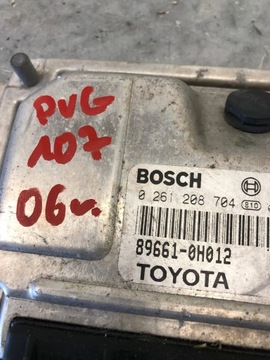 PUG
107
06r.
BOSCH
0 261 208 704
89661-0H012
TOYOTA